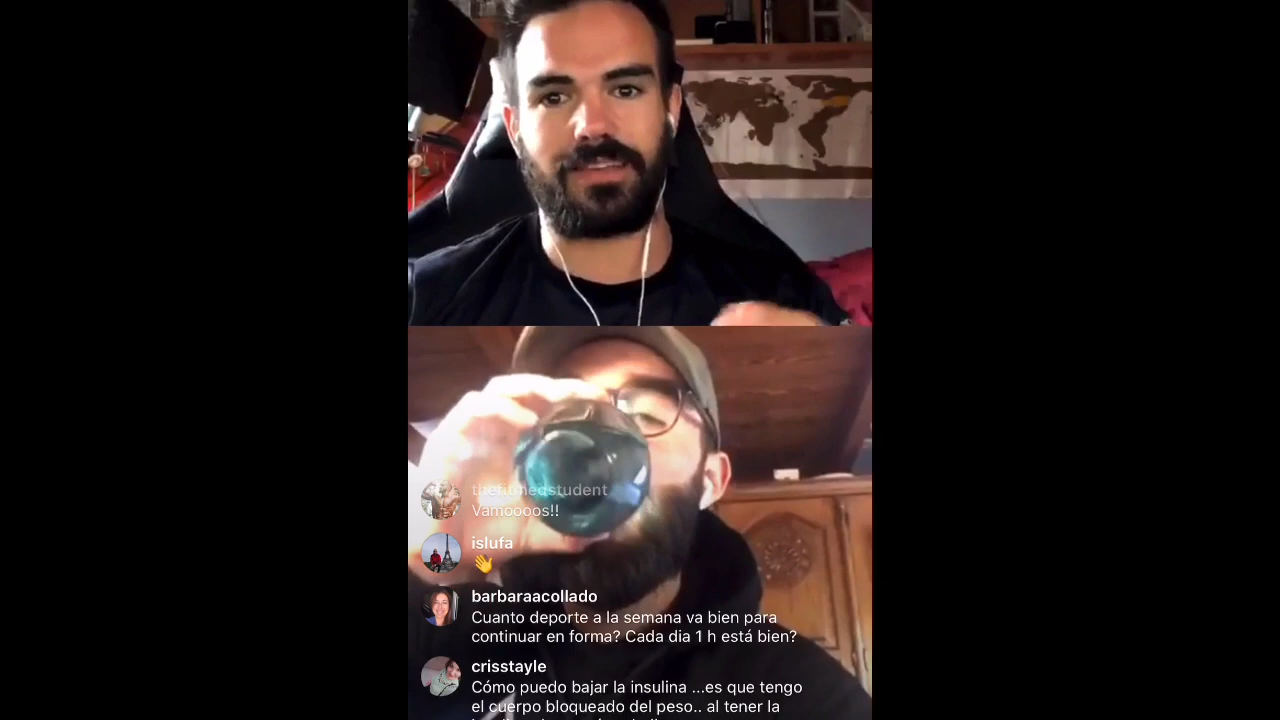 thefitmedstudent
Vamoooos!!
islufa
👋
barbaraacollado
Cuanto deporte a la semana va bien para
continuar en forma? Cada dia 1 h está bien?
crisstayle
Cómo puedo bajar la insulina ...es que tengo
el cuerpo bloqueado del peso.. al tener la